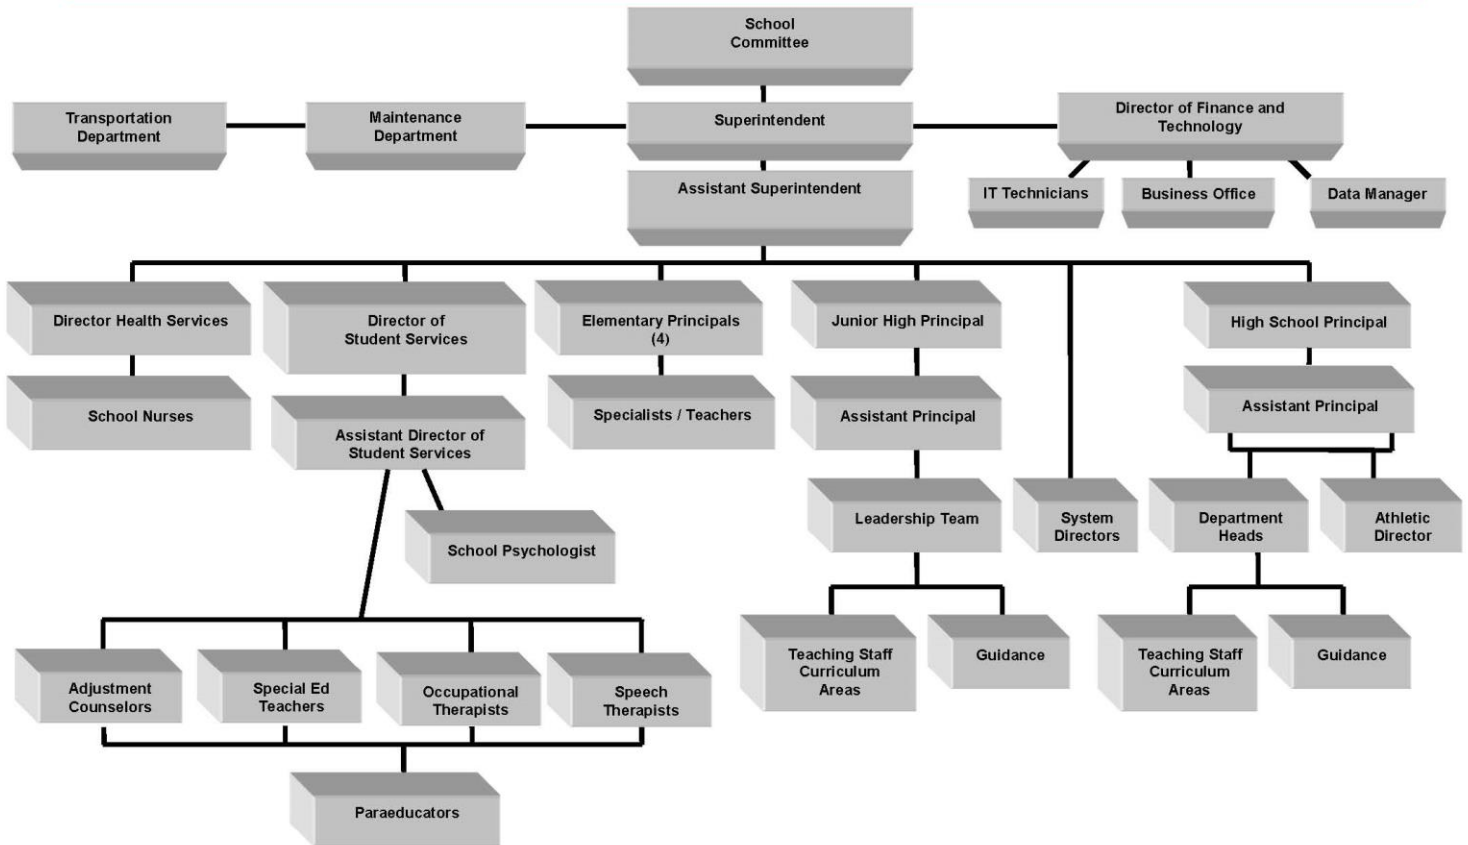 School
Committee
Transportation
Department
Maintenance
Department
Superintendent
Director of Finance and
Technology
Assistant Superintendent
IT Technicians
Business Office
Data Manager
Director Health Services
Director of
Student Services
Elementary Principals
(4)
Junior High Principal
High School Principal
School Nurses
Assistant Director of
Student Services
Specialists / Teachers
Assistant Principal
Assistant Principal
School Psychologist
Leadership Team
System
Directors
Department
Heads
Athletic
Director
Adjustment
Counselors
Special Ed
Teachers
Occupational
Therapists
Speech
Therapists
Teaching Staff
Curriculum
Areas
Guidance
Teaching Staff
Curriculum
Areas
Guidance
Paraeducators